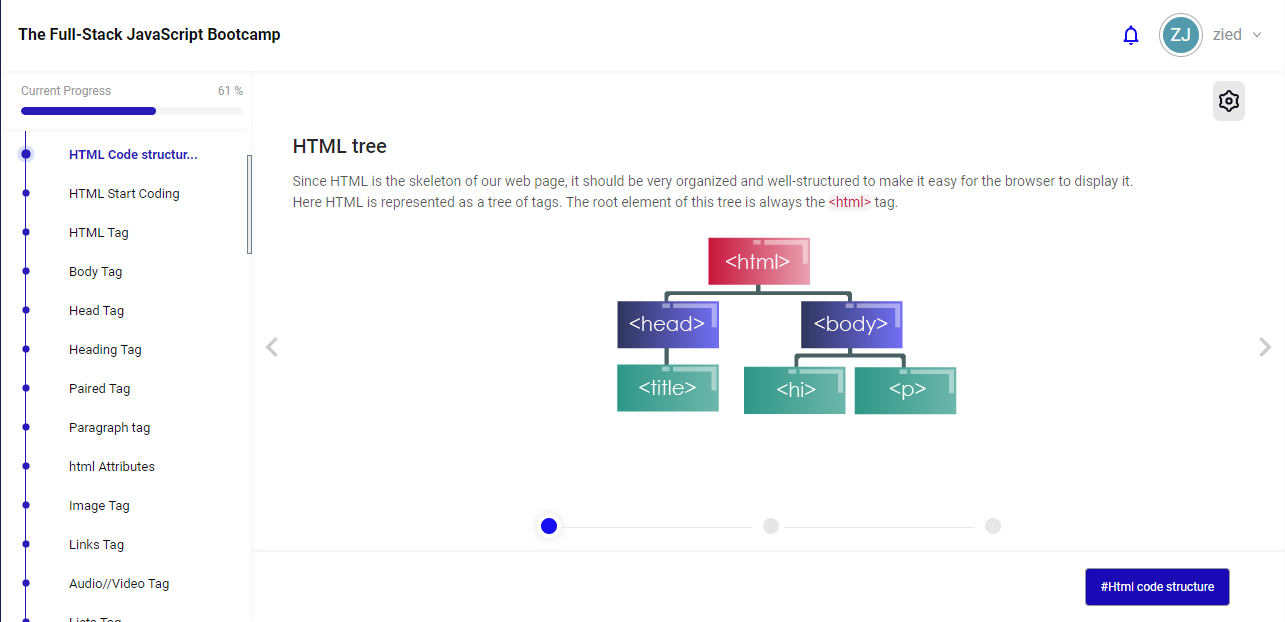 The Full-Stack JavaScript Bootcamp
ZJ
zied
Current Progress
61 %
HTML Code structur...
HTML Start Coding
HTML Tag
Body Tag
Head Tag
Heading Tag
Paired Tag
Paragraph tag
html Attributes
Image Tag
Links Tag
Audio//Video Tag
Lists Tag
HTML tree
Since HTML is the skeleton of our web page, it should be very organized and well-structured to make it easy for the browser to display it.
Here HTML is represented as a tree of tags. The root element of this tree is always the <html> tag.
<html>
<head>
<body>
<title>
<hi>
<p>
#Html code structure